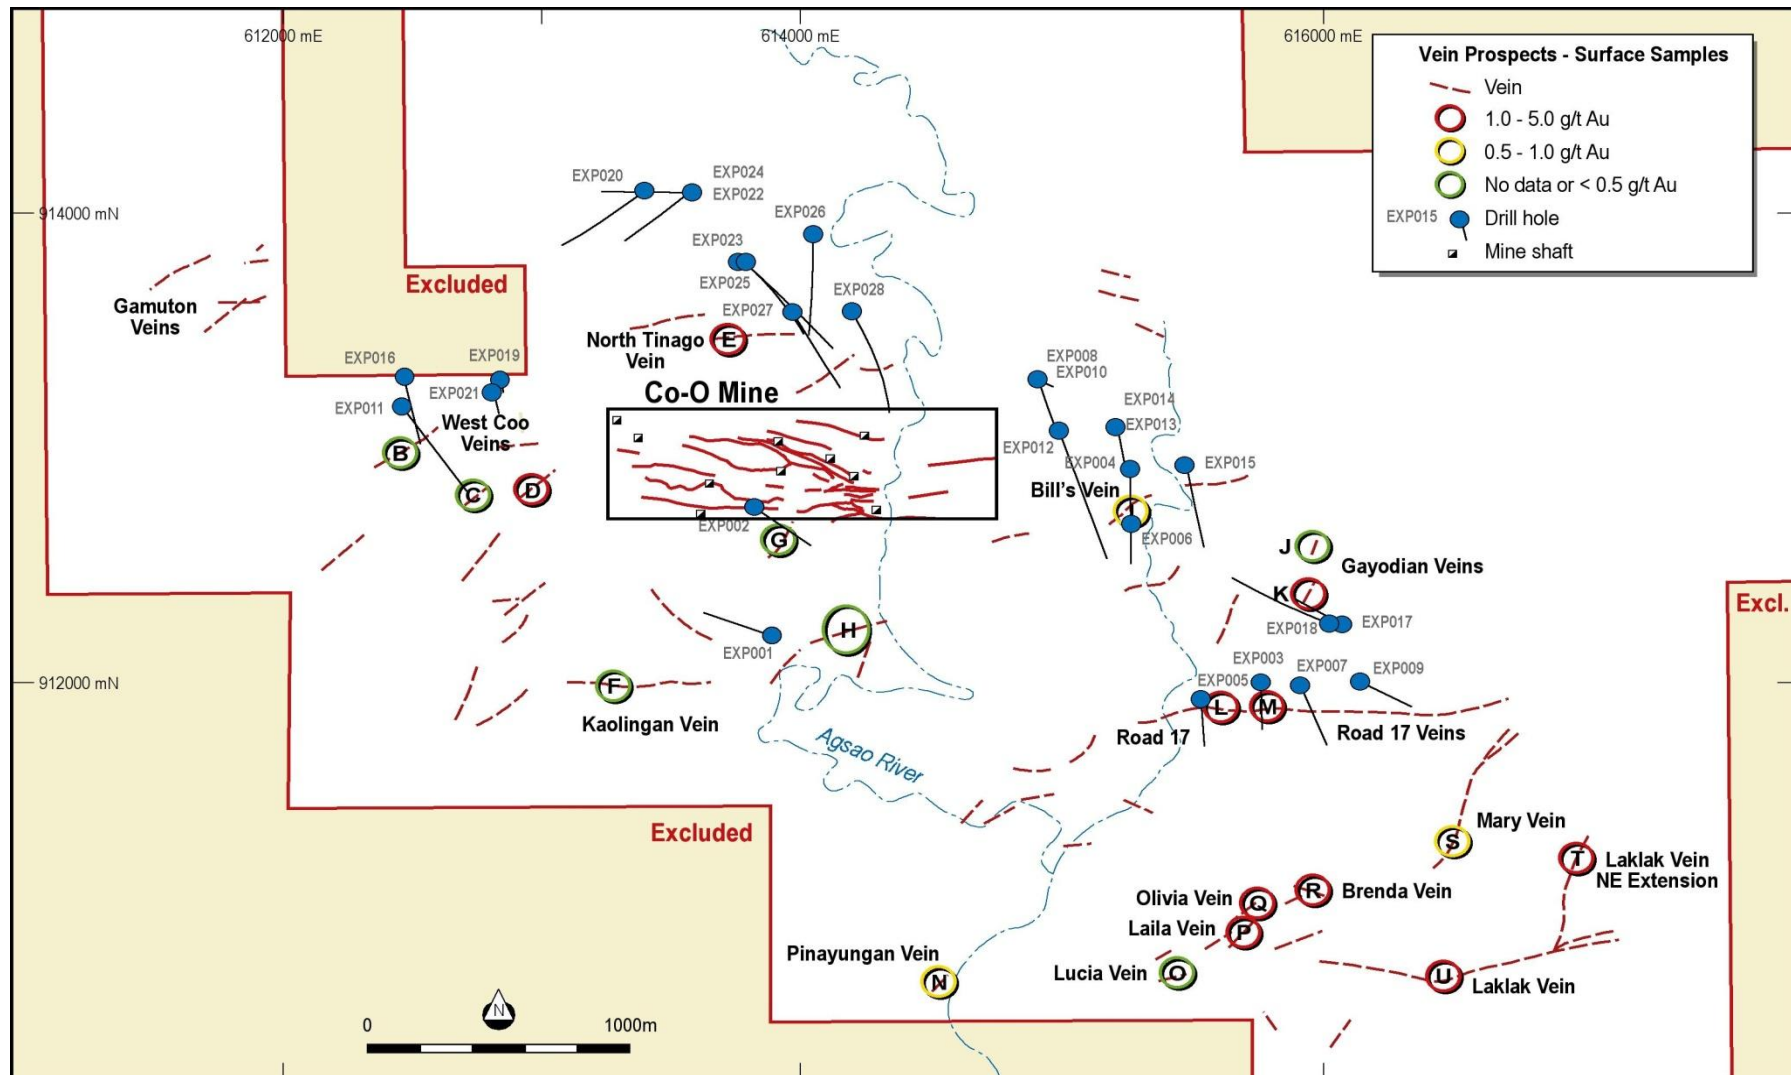 612000 mE
614000 mE
616000 mE
Vein Prospects - Surface Samples
Vein
1.0 - 5.0 g/t Au
0.5 - 1.0 g/t Au
No data or < 0.5 g/t Au
EXP015
Drill hole
Mine shaft
914000 mN
EXP020
EXP024
EXP022
EXP026
EXP023
EXP025
EXP027
EXP028
Excluded
Gamuton
Veins
North Tinago
Vein
E
EXP016
EXP019
EXP021
EXP011
West Coo
Veins
B
C
D
Co-O Mine
EXP008
EXP010
EXP014
EXP013
EXP012
EXP004
EXP015
Bill's Vein
I
EXP006
EXP002
G
J
Gayodian Veins
K
EXP018
EXP017
Excl.
EXP001
H
912000 mN
F
Kaolingan Vein
EXP003
EXP005
EXP007
EXP009
L
M
Road 17
Road 17 Veins
Agsao River
Excluded
Mary Vein
S
T
Laklak Vein
NE Extension
Olivia Vein
Q
R
Brenda Vein
Laila Vein
P
Pinayungan Vein
N
Lucia Vein
O
U
Laklak Vein
N
0
1000m